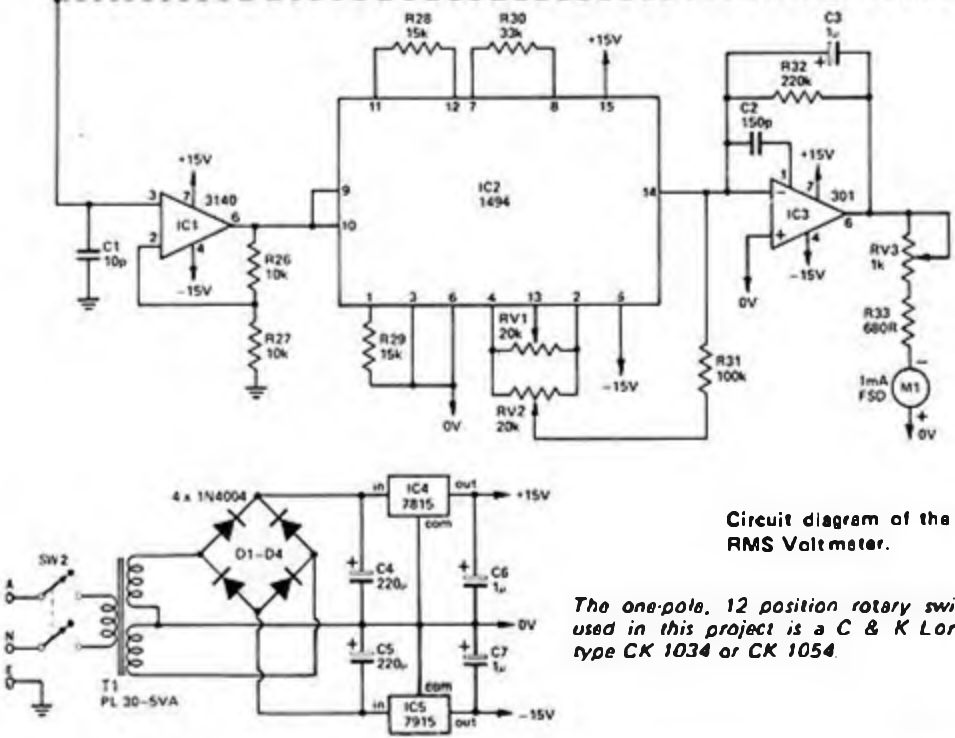 R28
15k
R30
33k
+15V
C3
1µ
+
R32
220k
11
12
7
8
15
C2
150p
+15V
3140
3
7
6
IC1
2
4
-15V
C1
10p
R26
10k
R27
10k
9
10
IC2
1494
14
1
+15V
7
301
-
IC3
+
6
4
-15V
0V
RV3
1k
R33
680R
-
1mA
FSD
M1
+
0V
1
3
6
4
13
2
5
R29
15k
RV1
20k
RV2
20k
0V
-15V
R31
100k
4 x 1N4004
D1-D4
in
IC4
7815
out
+15V
com
SW2
A
N
E
T1
PL 30-5VA
+
C4
220µ
+
C6
1µ
0V
+
C5
220µ
+
C7
1µ
com
in
IC5
7915
out
-15V
Circuit diagram of the
RMS Voltmeter.
The one-pole, 12 position rotary swi
used in this project is a C & K Lor
type CK 1034 or CK 1054.